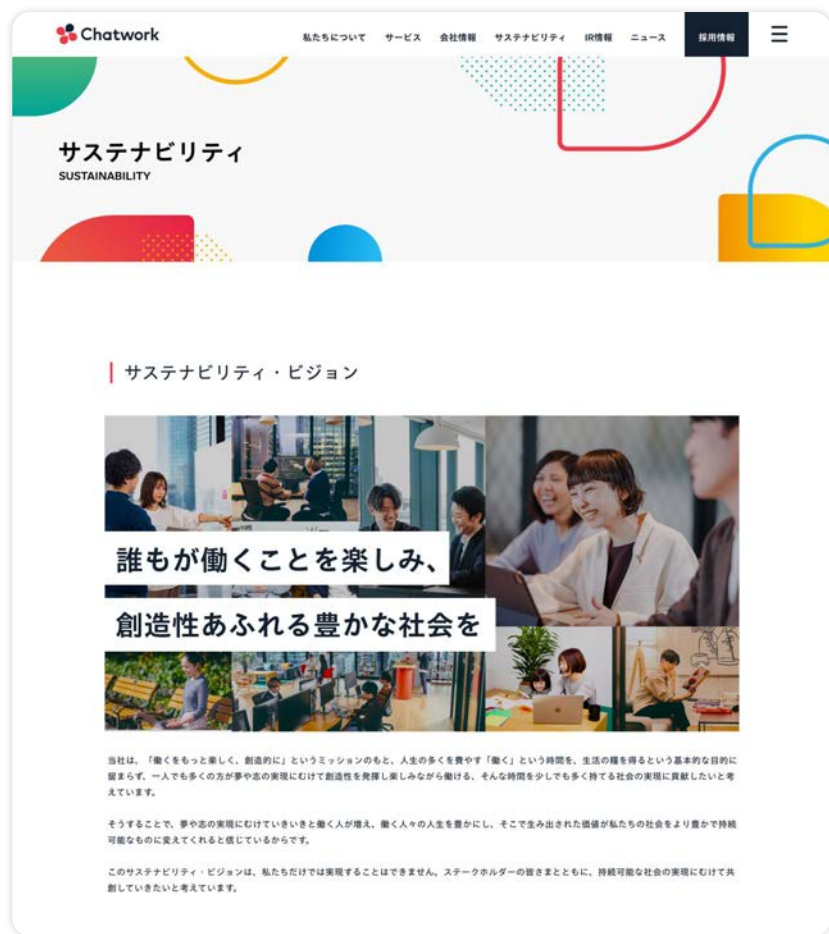 Chatwork
私たちについて サービス 会社情報 サステナビリティ IR情報 ニュース 採用情報
サステナビリティ
SUSTAINABILITY
サステナビリティ・ビジョン
誰もが働くことを楽しみ、
創造性あふれる豊かな社会を
当社は、「働くをもっと楽しく、創造的に」というミッションのもと、人生の多くを費やす「働く」という時間を、生活の糧を得るという基本的な目的に
留まらず、一人でも多くの方が夢や志の実現にむけて創造性を発揮し楽しみながら働ける、そんな時間を少しでも多く持てる社会の実現に貢献したいと考
えています。
そうすることで、夢や志の実現にむけていきいきと働く人が増え、働く人々の人生を豊かにし、そこで生み出された価値が私たちの社会をより豊かで持続
可能なものに変えてくれると信じているからです。
このサステナビリティ・ビジョンは、私たちだけでは実現することはできません。ステークホルダーの皆さまとともに、持続可能な社会の実現にむけて共
創していきたいと考えています。